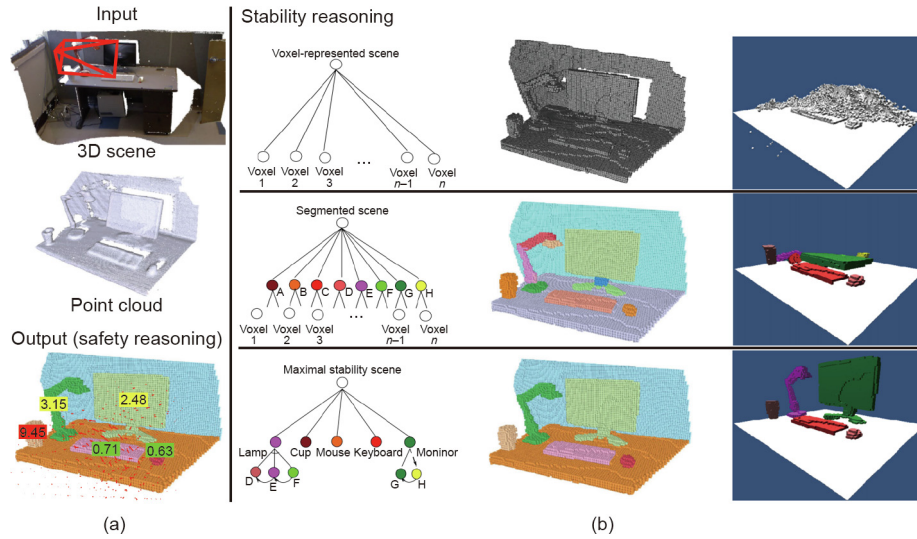 Input
3D scene
Point cloud
Output (safety reasoning)
3.15
2.48
9.45
0.71
0.63
(a)
Stability reasoning
Voxel-represented scene
...
Voxel Voxel Voxel Voxel Voxel
1 2 3 n–1 n
Segmented scene
A B C D E F G H
...
Voxel Voxel Voxel Voxel Voxel
1 2 3 n–1 n
Maximal stability scene
Lamp Cup Mouse Keyboard Moninor
D E F G H
(b)